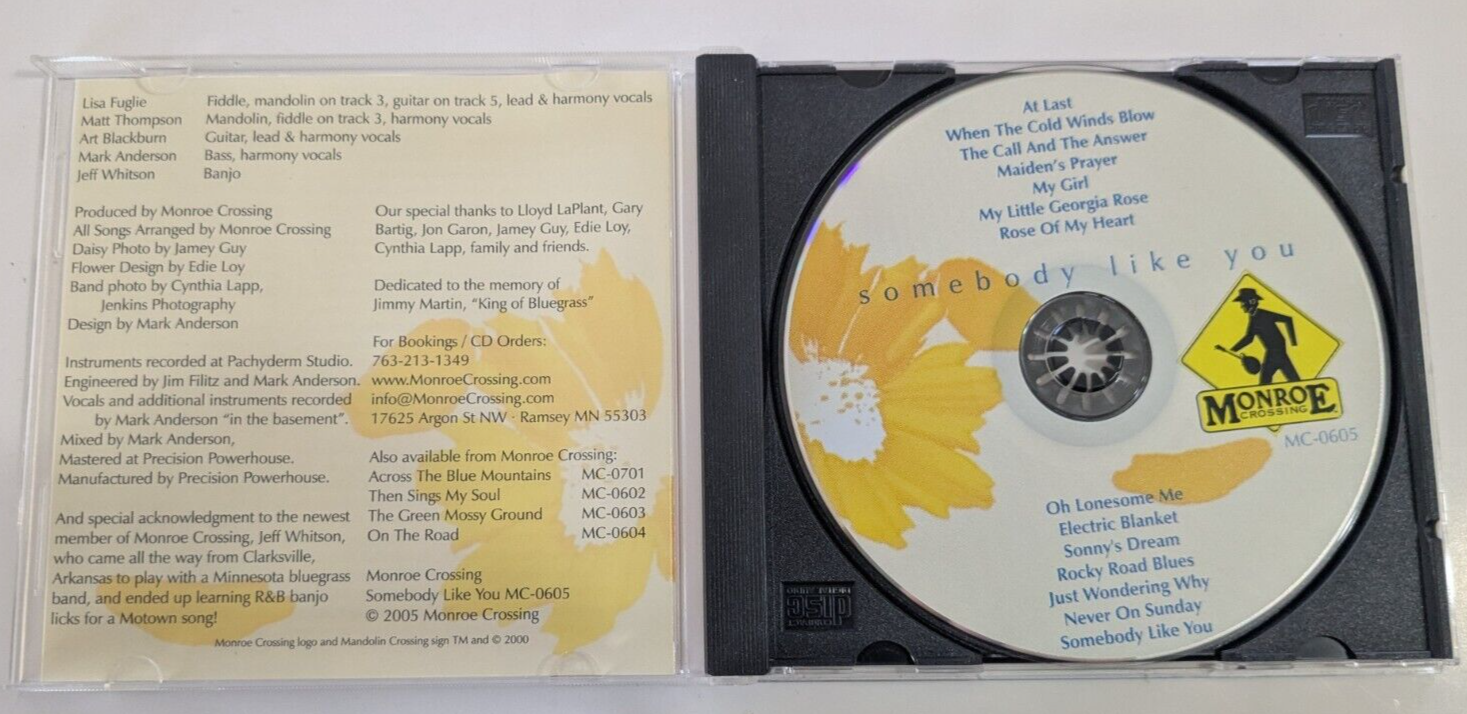 Lisa Fuglie Fiddle, mandolin on track 3, guitar on track 5, lead & harmony vocals
Matt Thompson Mandolin, fiddle on track 3, harmony vocals
Art Blackburn Guitar, lead & harmony vocals
Mark Anderson Bass, harmony vocals
Jeff Whitson Banjo
Produced by Monroe Crossing
All Songs Arranged by Monroe Crossing
Daisy Photo by Jamey Guy
Flower Design by Edie Loy
Band photo by Cynthia Lapp,
Jenkins Photography
Design by Mark Anderson
Instruments recorded at Pachyderm Studio.
Engineered by Jim Filitz and Mark Anderson.
Vocals and additional instruments recorded
by Mark Anderson “in the basement”.
Mixed by Mark Anderson,
Mastered at Precision Powerhouse.
Manufactured by Precision Powerhouse.
And special acknowledgment to the newest
member of Monroe Crossing, Jeff Whitson,
who came all the way from Clarksville,
Arkansas to play with a Minnesota bluegrass
band, and ended up learning R&B banjo
licks for a Motown song!
Our special thanks to Lloyd LaPlant, Gary
Bartig, Jon Garon, Jamey Guy, Edie Loy,
Cynthia Lapp, family and friends.
Dedicated to the memory of
Jimmy Martin, “King of Bluegrass”
For Bookings / CD Orders:
763-213-1349
www.MonroeCrossing.com
info@MonroeCrossing.com
17625 Argon St NW · Ramsey MN 55303
Also available from Monroe Crossing:
Across The Blue Mountains MC-0701
Then Sings My Soul MC-0602
The Green Mossy Ground MC-0603
On The Road MC-0604
Monroe Crossing
Somebody Like You MC-0605
© 2005 Monroe Crossing
Monroe Crossing logo and Mandolin Crossing sign TM and © 2000
At Last
When The Cold Winds Blow
The Call And The Answer
Maiden's Prayer
My Girl
My Little Georgia Rose
Rose Of My Heart
somebody like you
MONROE
CROSSING
MC-0605
Oh Lonesome Me
Electric Blanket
Sonny's Dream
Rocky Road Blues
Just Wondering Why
Never On Sunday
Somebody Like You
COMPACT
disc
DIGITAL AUDIO